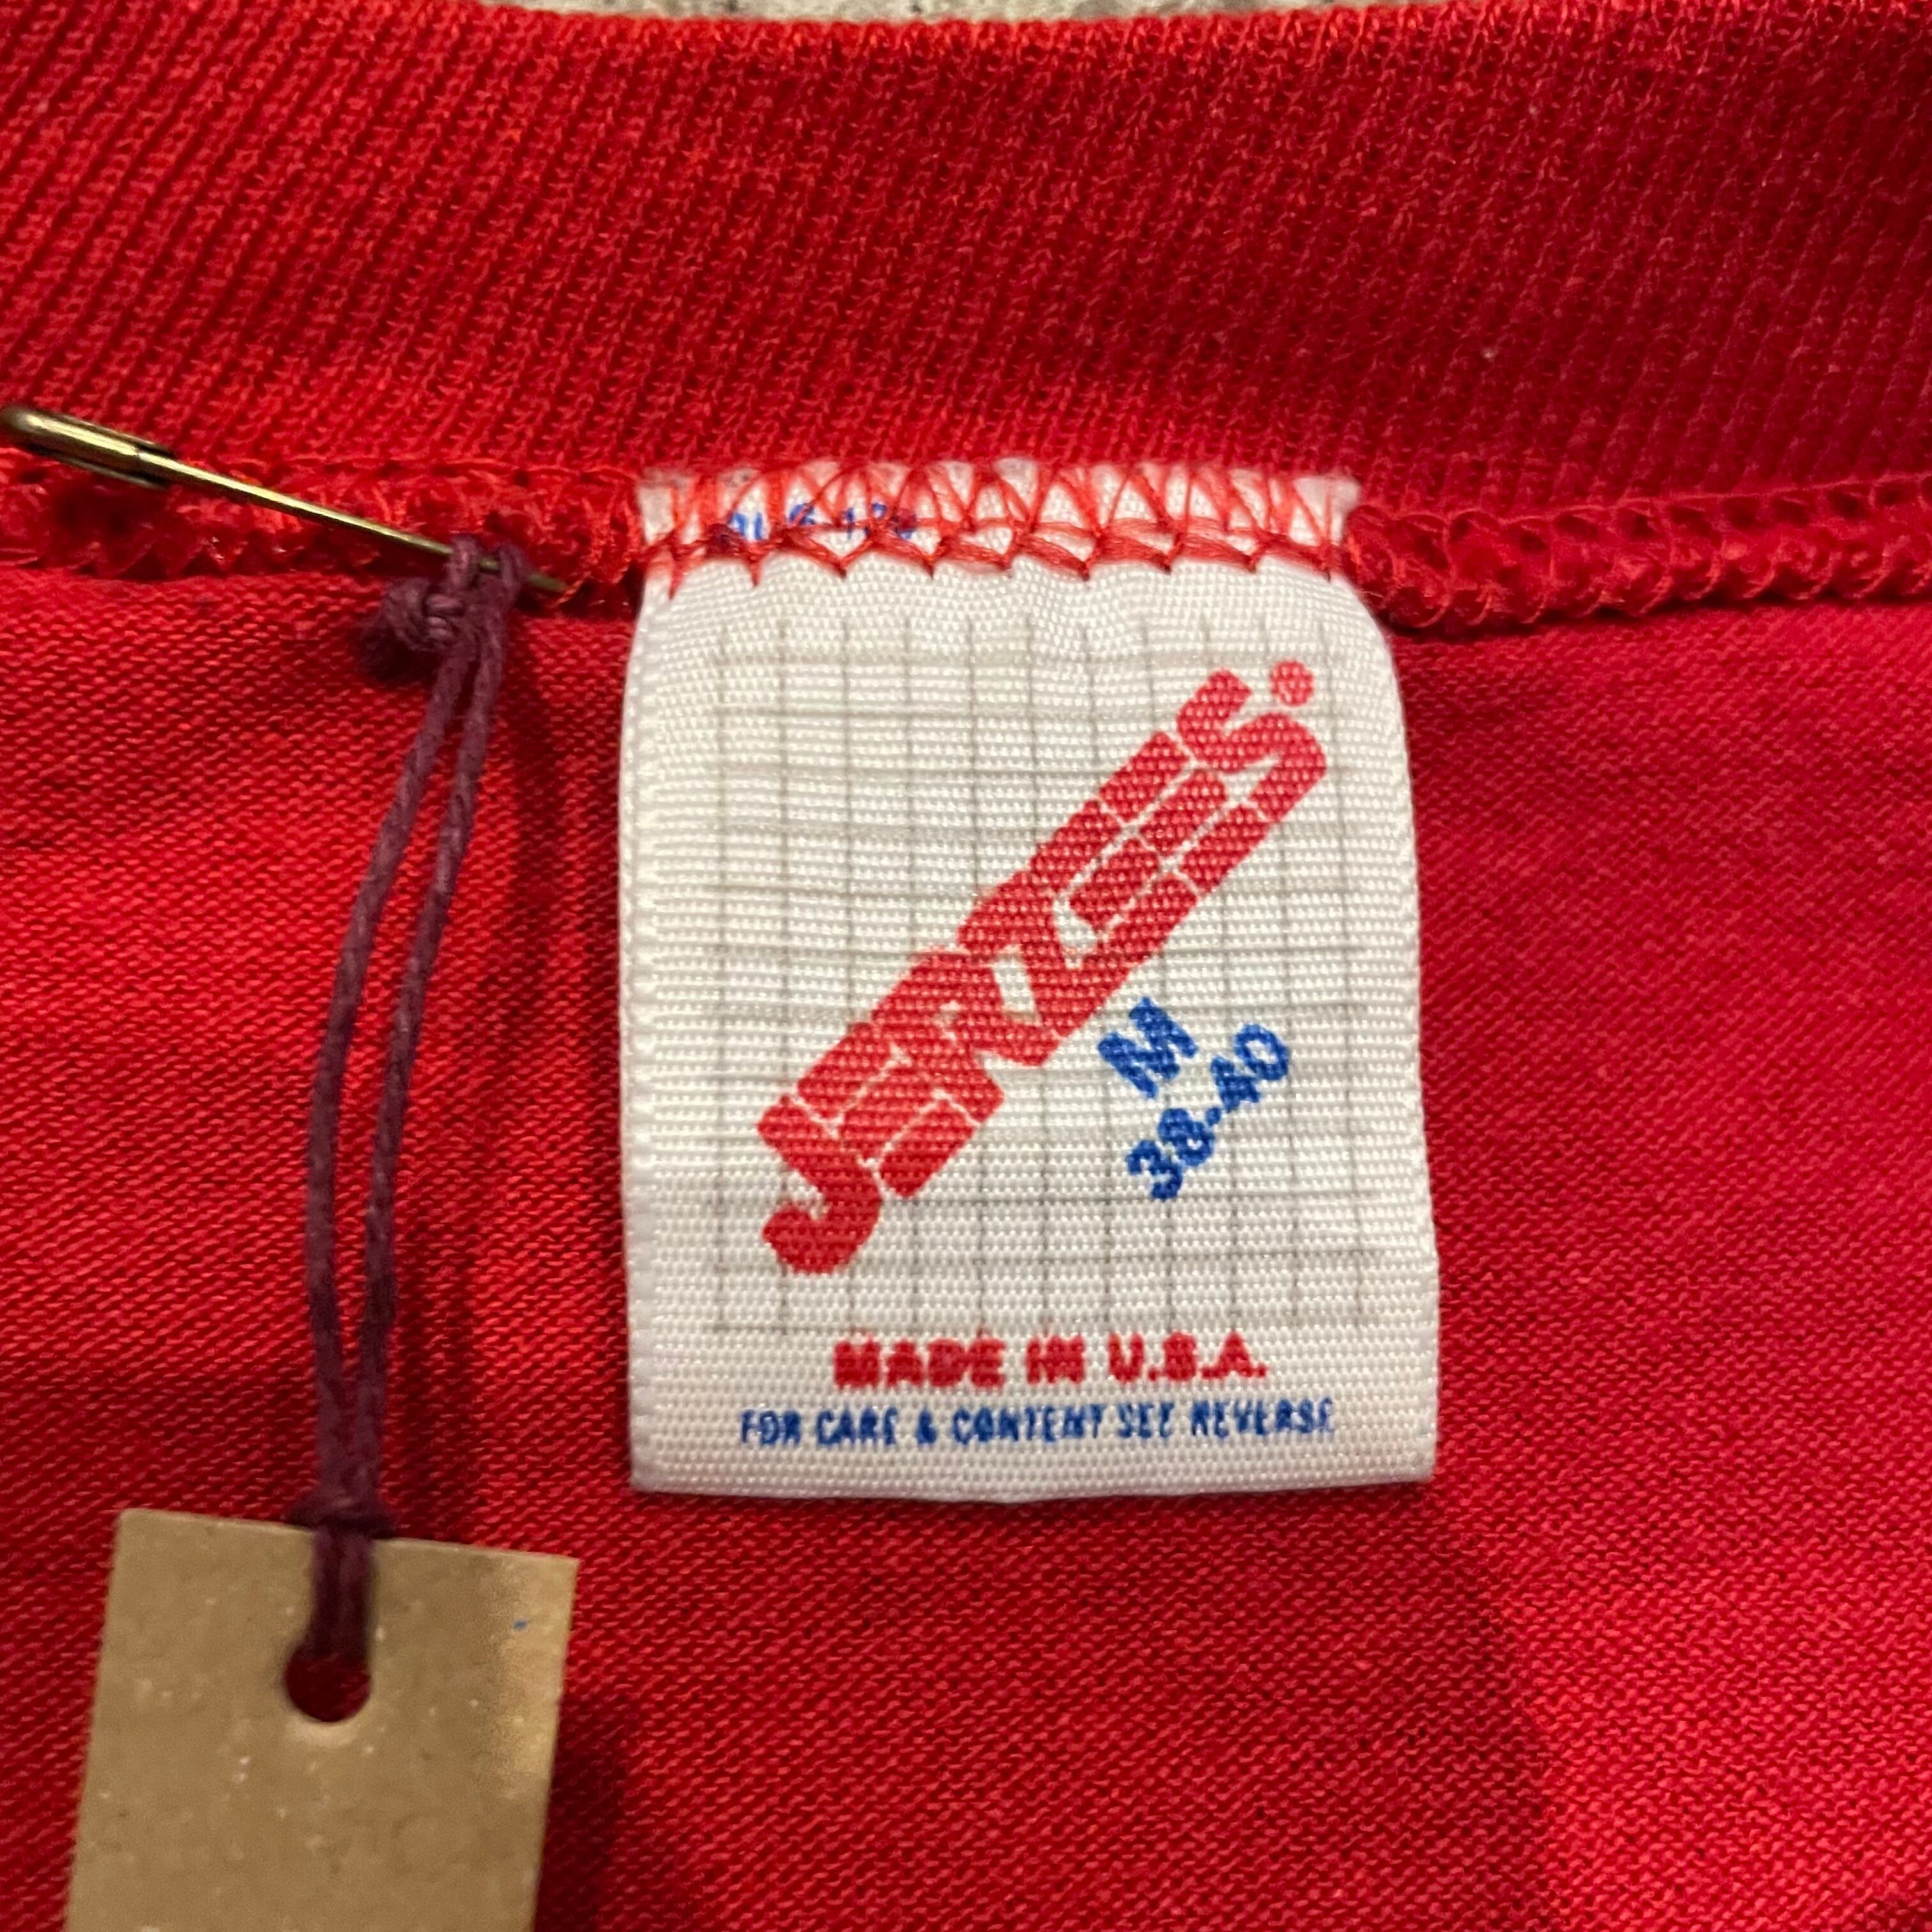 JERZEES
M
38-40
MADE IN U.S.A.
FOR CARE & CONTENT SEE REVERSE